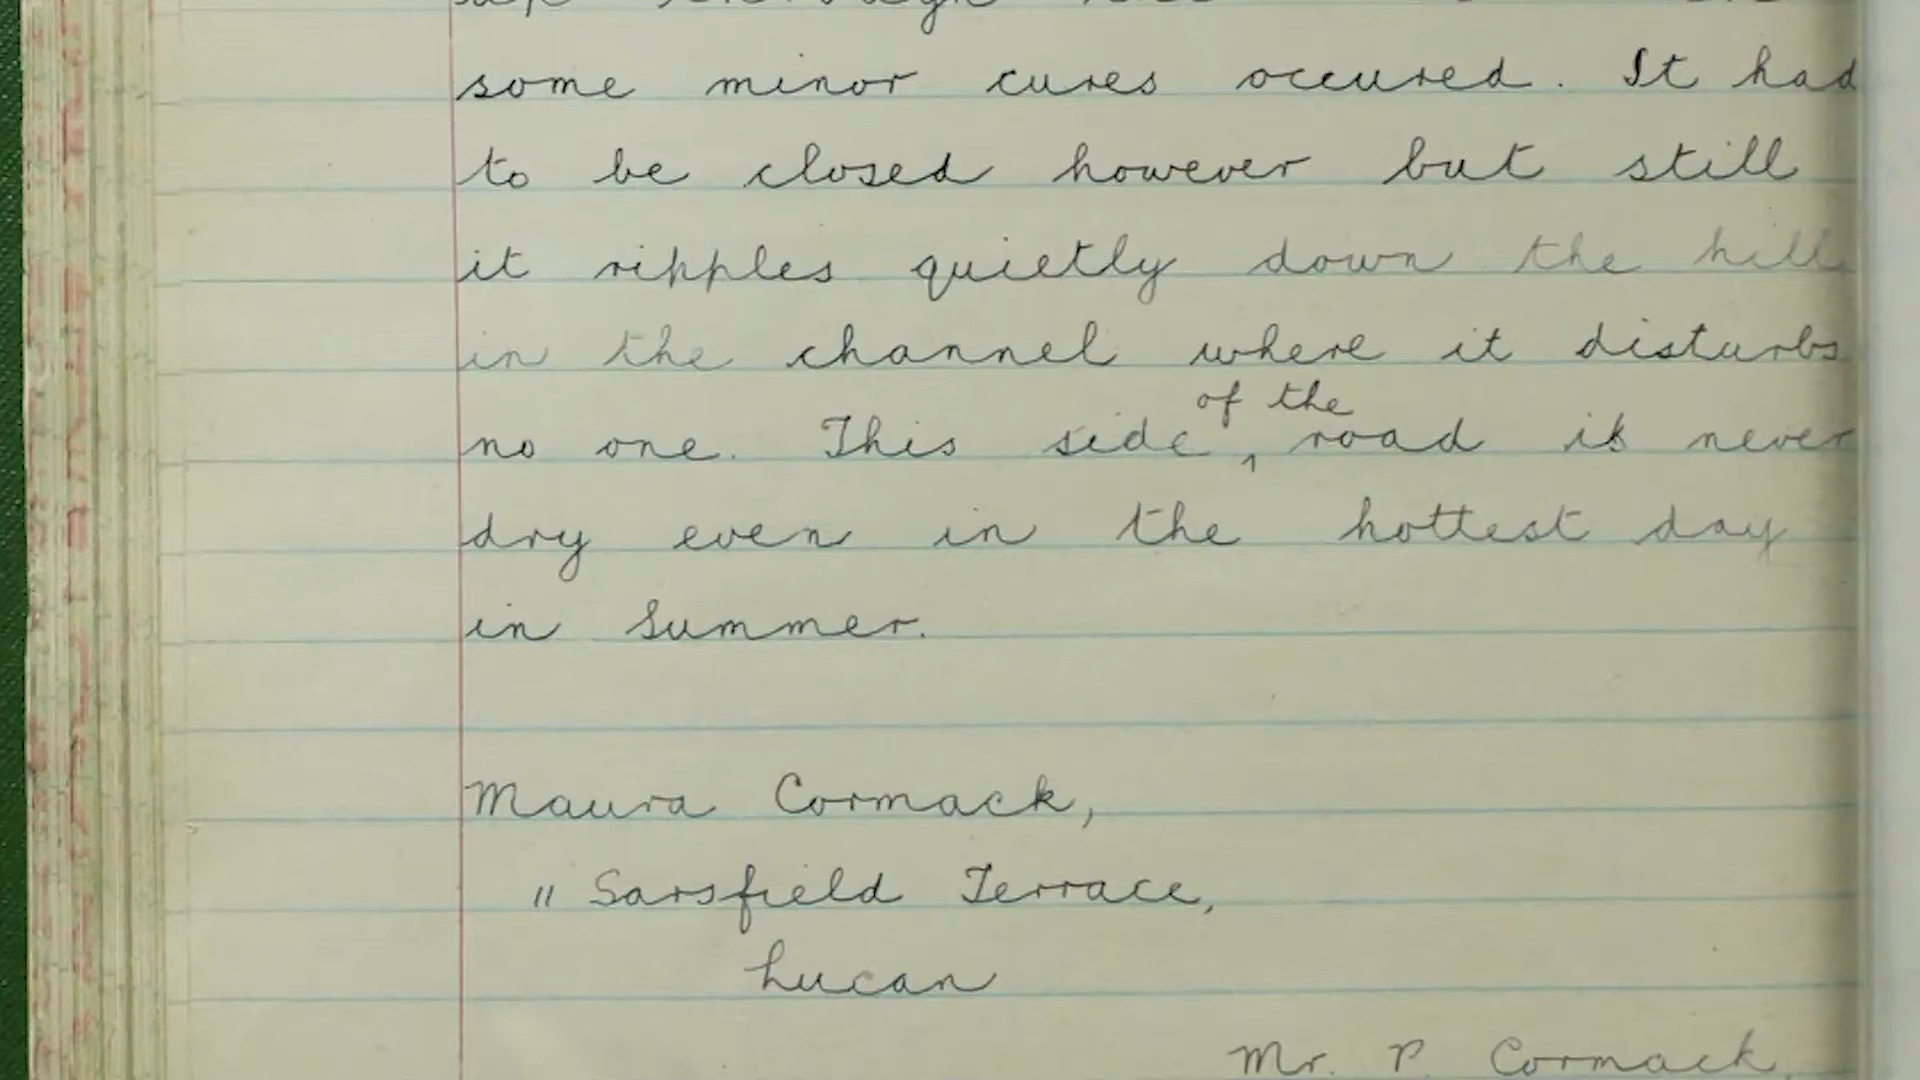 up through
some minor cures occured. It had
to be closed however but still
it ripples quietly down the hill
in the channel where it disturbs
no one. This side of the road is never
dry even in the hottest day
in Summer.
Maura Cormack,
11 Sarsfield Terrace,
Lucan
Mr. P. Cormack,